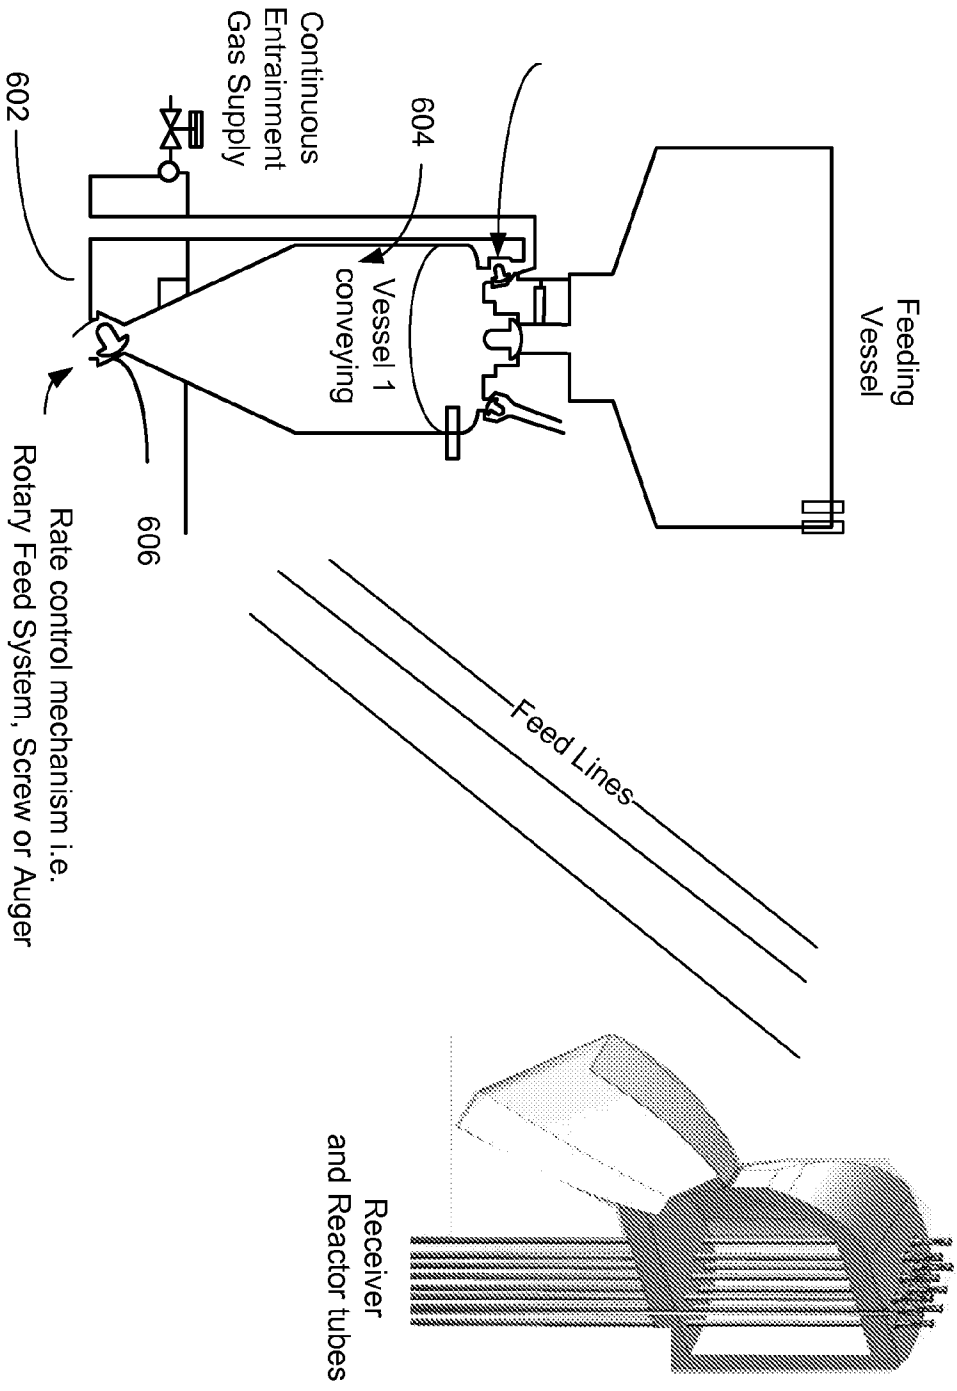 Feeding
Vessel
604
Vessel 1
conveying
Continuous
Entrainment
Gas Supply
602
606
Rate control mechanism i.e.
Rotary Feed System, Screw or Auger
Feed Lines
Receiver
and Reactor tubes